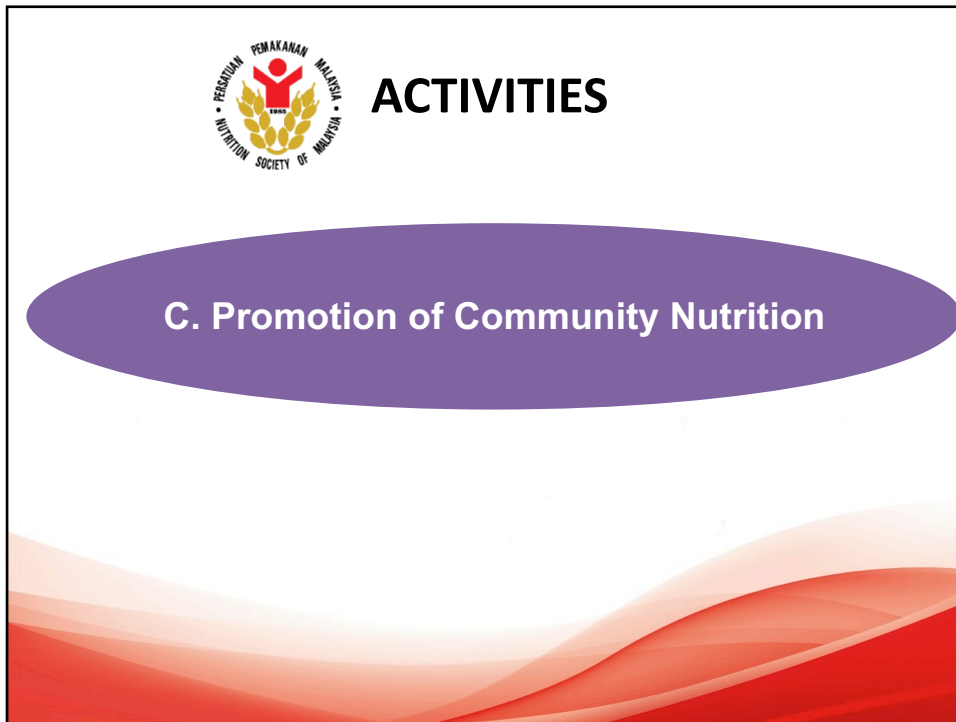 PERSATUAN PEMAKANAN MALAYSIA
1985
NUTRITION SOCIETY OF MALAYSIA
ACTIVITIES
C. Promotion of Community Nutrition